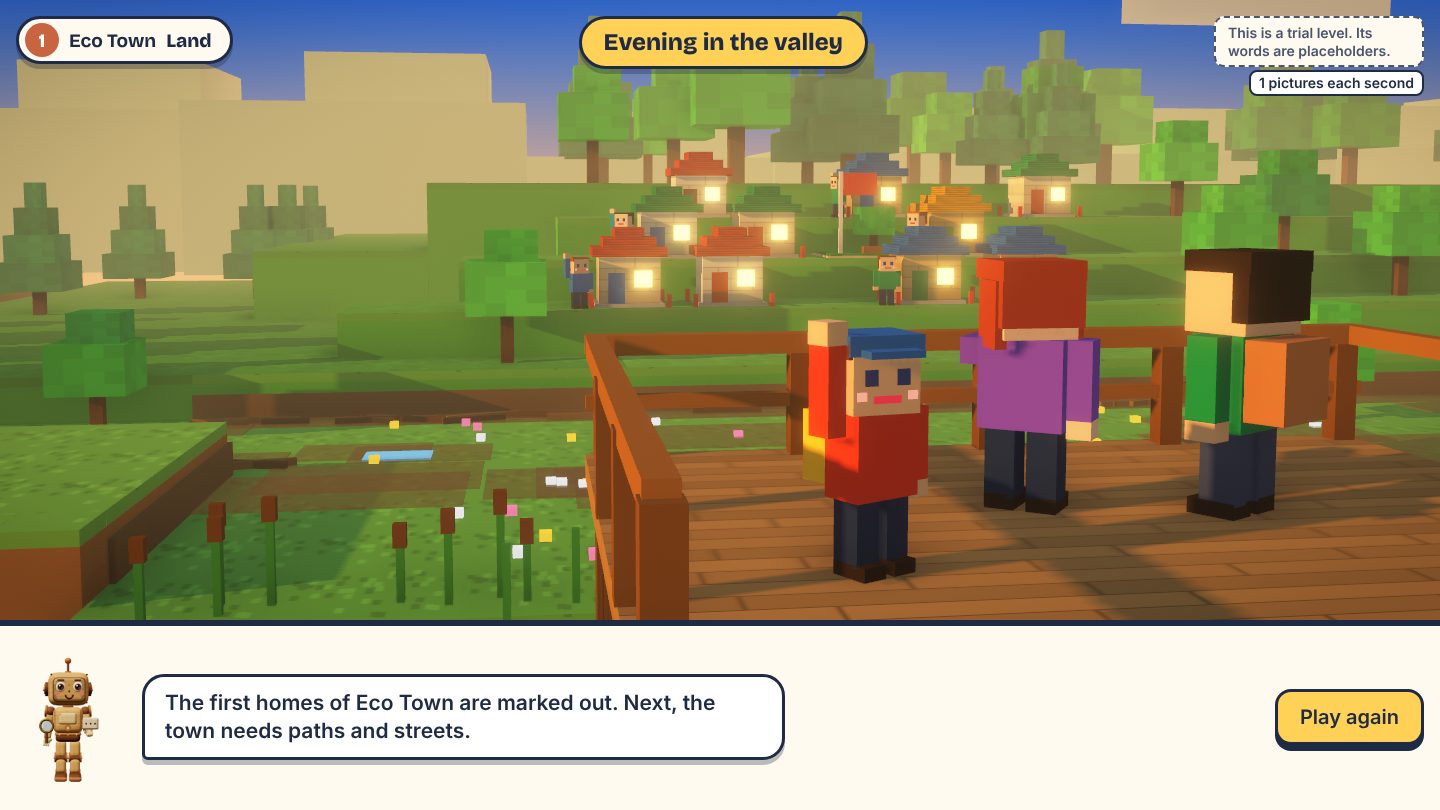 1 Eco Town Land
Evening in the valley
This is a trial level. Its
words are placeholders.
1 pictures each second
The first homes of Eco Town are marked out. Next, the
town needs paths and streets.
Play again